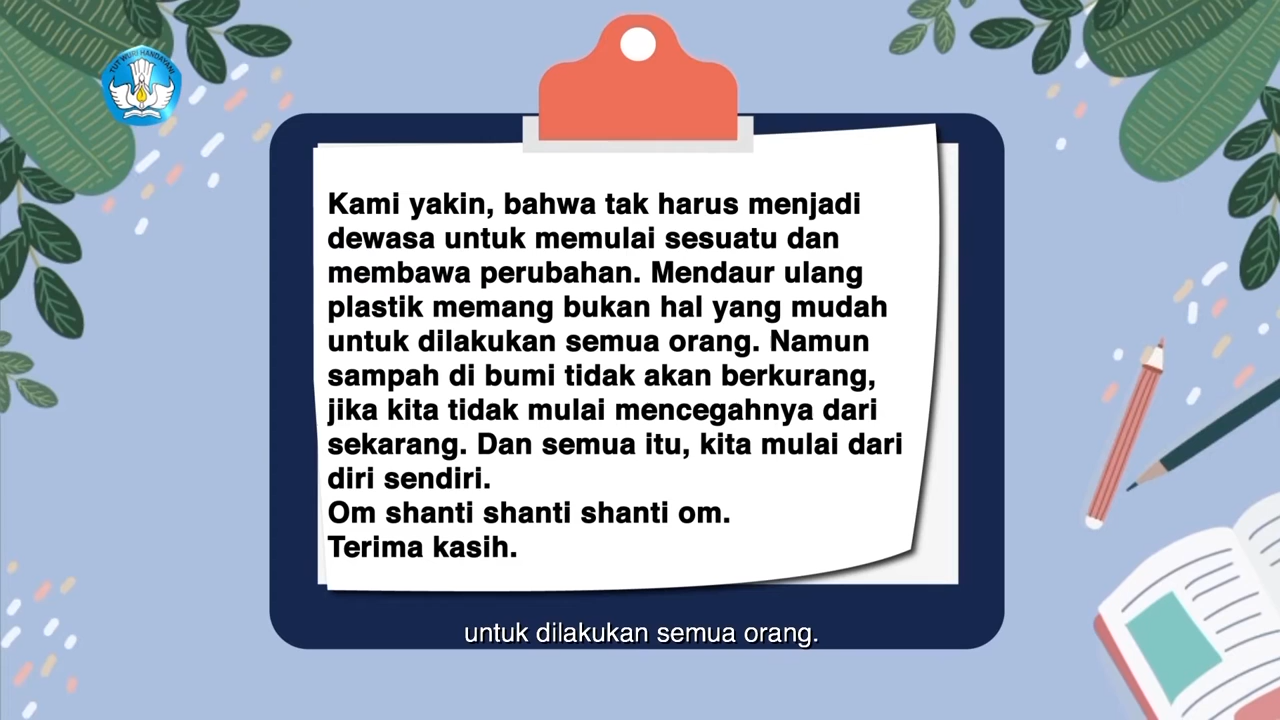 TUT WURI HANDAYANI
Kami yakin, bahwa tak harus menjadi
dewasa untuk memulai sesuatu dan
membawa perubahan. Mendaur ulang
plastik memang bukan hal yang mudah
untuk dilakukan semua orang. Namun
sampah di bumi tidak akan berkurang,
jika kita tidak mulai mencegahnya dari
sekarang. Dan semua itu, kita mulai dari
diri sendiri.
Om shanti shanti shanti om.
Terima kasih.
untuk dilakukan semua orang.